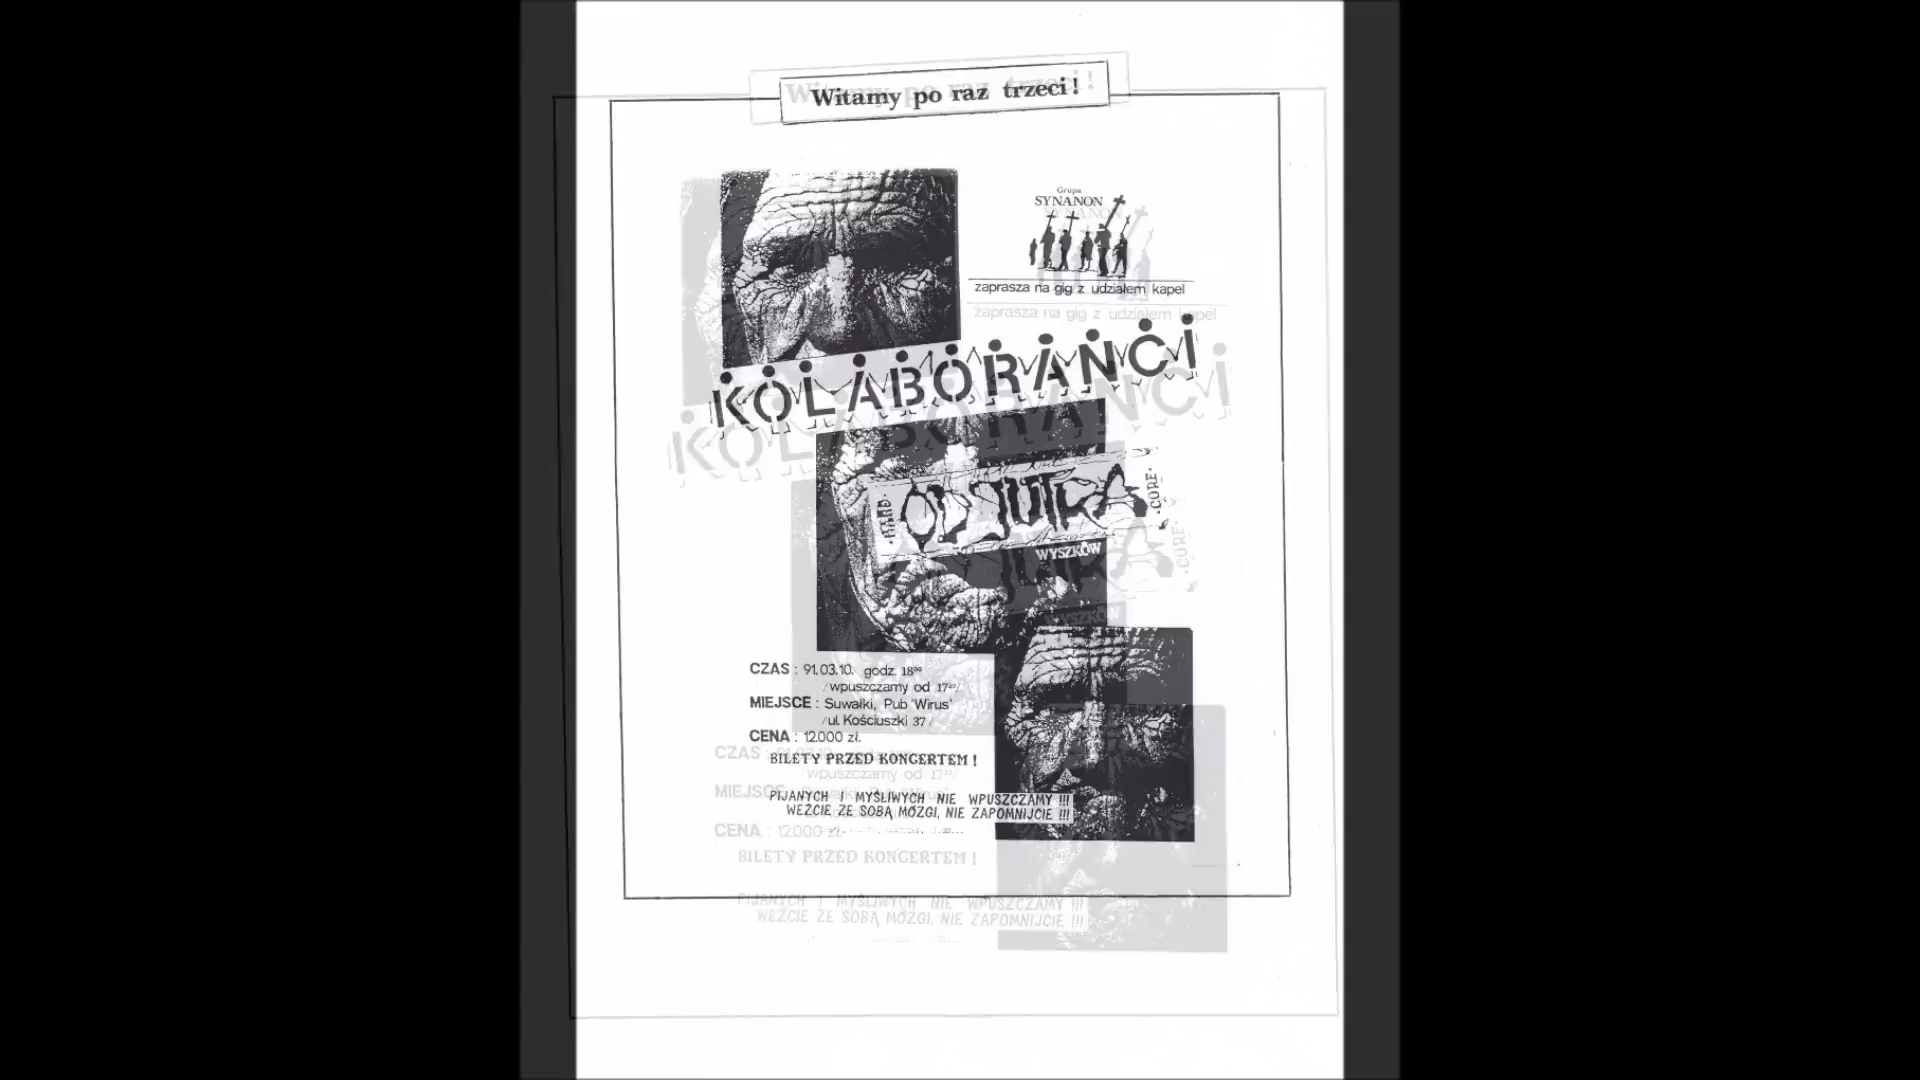 Witamy po raz trzeci!
Grupa
SYNANON
zaprasza na gig z udziałem kapel
KOLABORANCI
·HARD·
OD JUTRA
·CORE·
WYSZKÓW
CZAS : 91.03.10. godz. 18⁰⁰
/wpuszczamy od 17³⁰/
MIEJSCE : Suwałki, Pub "Wirus"
/ul. Kościuszki 37/
CENA : 12.000 zł.
BILETY PRZED KONCERTEM !
PIJANYCH I MYŚLIWYCH NIE WPUSZCZAMY !!!
WEŹCIE ZE SOBĄ MÓZGI, NIE ZAPOMNIJCIE !!!